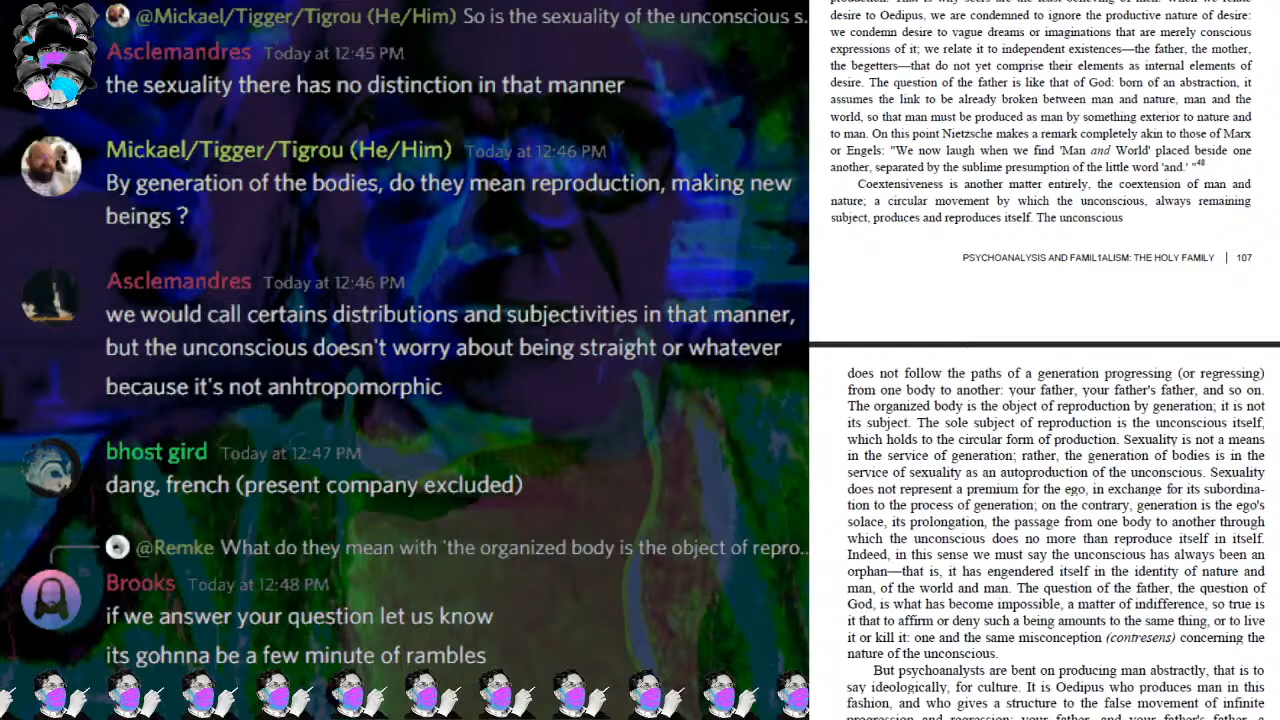 @Mickael/Tigger/Tigrou (He/Him) So is the sexuality of the unconscious s..
Asclemandres Today at 12:45 PM
the sexuality there has no distinction in that manner
Mickael/Tigger/Tigrou (He/Him) Today at 12:46 PM
By generation of the bodies, do they mean reproduction, making new
beings ?
Asclemandres Today at 12:46 PM
we would call certains distributions and subjectivities in that manner,
but the unconscious doesn't worry about being straight or whatever
because it's not anhtropomorphic
bhost gird Today at 12:47 PM
dang, french (present company excluded)
@Remke What do they mean with 'the organized body is the object of repro..
Brooks Today at 12:48 PM
if we answer your question let us know
its gohnna be a few minute of rambles
desire to Oedipus, we are condemned to ignore the productive nature of desire:
we condemn desire to vague dreams or imaginations that are merely conscious
expressions of it; we relate it to independent existences—the father, the mother,
the begetters—that do not yet comprise their elements as internal elements of
desire. The question of the father is like that of God: born of an abstraction, it
assumes the link to be already broken between man and nature, man and the
world, so that man must be produced as man by something exterior to nature and
to man. On this point Nietzsche makes a remark completely akin to those of Marx
or Engels: "We now laugh when we find 'Man and World' placed beside one
another, separated by the sublime presumption of the little word 'and.' "48
Coextensiveness is another matter entirely, the coextension of man and
nature; a circular movement by which the unconscious, always remaining
subject, produces and reproduces itself. The unconscious
PSYCHOANALYSIS AND FAMIL1ALISM: THE HOLY FAMILY | 107
does not follow the paths of a generation progressing (or regressing)
from one body to another: your father, your father's father, and so on.
The organized body is the object of reproduction by generation; it is not
its subject. The sole subject of reproduction is the unconscious itself,
which holds to the circular form of production. Sexuality is not a means
in the service of generation; rather, the generation of bodies is in the
service of sexuality as an autoproduction of the unconscious. Sexuality
does not represent a premium for the ego, in exchange for its subordina-
tion to the process of generation; on the contrary, generation is the ego's
solace, its prolongation, the passage from one body to another through
which the unconscious does no more than reproduce itself in itself.
Indeed, in this sense we must say the unconscious has always been an
orphan—that is, it has engendered itself in the identity of nature and
man, of the world and man. The question of the father, the question of
God, is what has become impossible, a matter of indifference, so true is
it that to affirm or deny such a being amounts to the same thing, or to live
it or kill it: one and the same misconception (contresens) concerning the
nature of the unconscious.
But psychoanalysts are bent on producing man abstractly, that is to
say ideologically, for culture. It is Oedipus who produces man in this
fashion, and who gives a structure to the false movement of infinite
progression and regression: your father, and your father's father, a